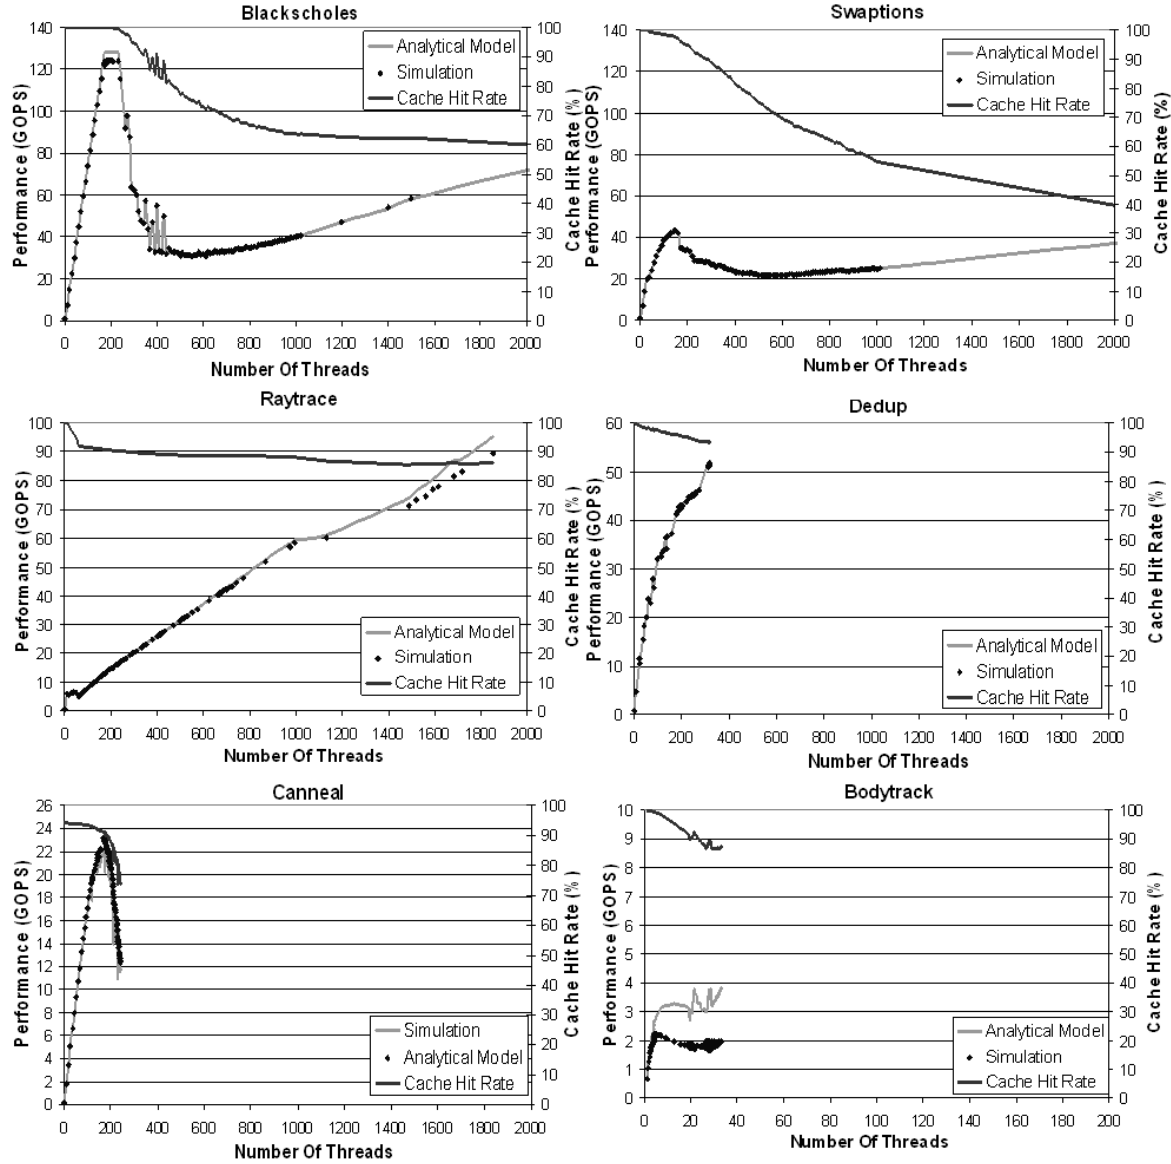 Blackscholes
Performance (GOPS)
140
120
100
80
60
40
20
0
100
90
80
70
60
50
40
30
20
10
0
Cache Hit Rate (%)
Analytical Model
Simulation
Cache Hit Rate
0 200 400 600 800 1000 1200 1400 1600 1800 2000
Number Of Threads
Swaptions
Performance (GOPS)
140
120
100
80
60
40
20
0
100
90
80
70
60
50
40
30
20
10
0
Cache Hit Rate (%)
Analytical Model
Simulation
Cache Hit Rate
0 200 400 600 800 1000 1200 1400 1600 1800 2000
Number Of Threads
Raytrace
Performance (GOPS)
100
90
80
70
60
50
40
30
20
10
0
100
90
80
70
60
50
40
30
20
10
0
Cache Hit Rate (%)
Analytical Model
Simulation
Cache Hit Rate
0 200 400 600 800 1000 1200 1400 1600 1800 2000
Number Of Threads
Dedup
Performance (GOPS)
60
50
40
30
20
10
0
100
90
80
70
60
50
40
30
20
10
0
Cache Hit Rate (%)
Analytical Model
Simulation
Cache Hit Rate
0 200 400 600 800 1000 1200 1400 1600 1800 2000
Number Of Threads
Canneal
Performance (GOPS)
26
24
22
20
18
16
14
12
10
8
6
4
2
0
100
90
80
70
60
50
40
30
20
10
0
Cache Hit Rate (%)
Simulation
Analytical Model
Cache Hit Rate
0 200 400 600 800 1000 1200 1400 1600 1800 2000
Number Of Threads
Bodytrack
Performance (GOPS)
10
9
8
7
6
5
4
3
2
1
0
100
90
80
70
60
50
40
30
20
10
0
Cache Hit Rate (%)
Analytical Model
Simulation
Cache Hit Rate
0 20 40 60 80 100 120 140 160 180 200
Number Of Threads